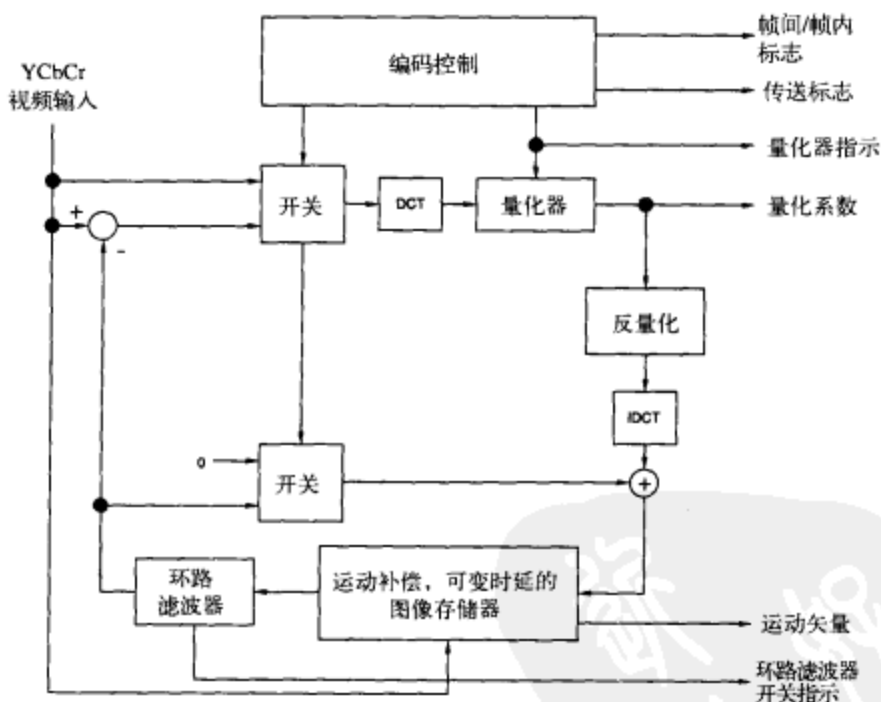 YCbCr
视频输入
编码控制
帧间/帧内
标志
传送标志
量化器指示
+
-
开关
DCT
量化器
量化系数
反量化
IDCT
0
开关
+
环路
滤波器
运动补偿，可变时延的
图像存储器
运动矢量
环路滤波器
开关指示